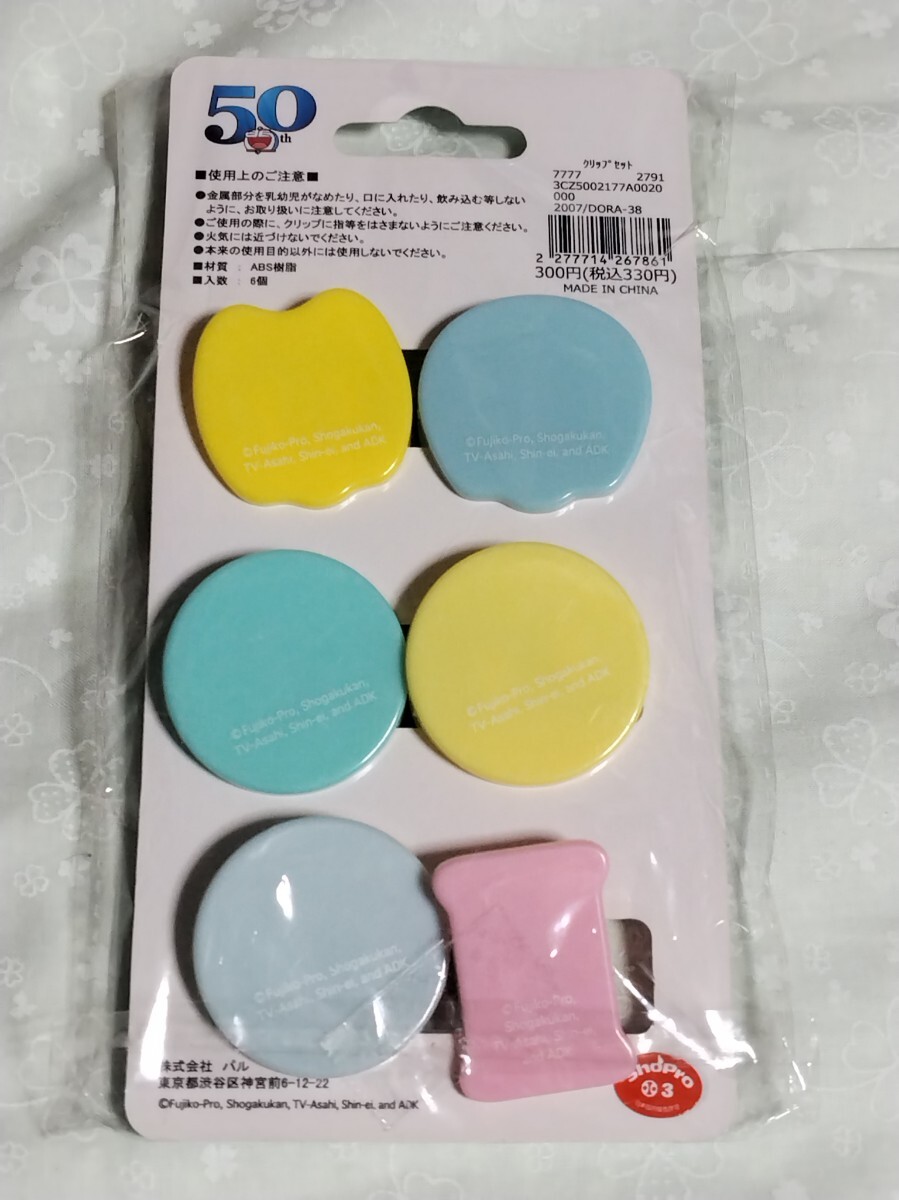 50th
■使用上のご注意■
●金属部分を乳幼児がなめたり、口に入れたり、飲み込む等しない
ように、お取り扱いに注意してください。
●ご使用の際に、クリップに指等をはさまないようにご注意ください。
●火気には近づけないでください。
●本来の使用目的以外には使用しないでください。
■材質 : ABS樹脂
■入数 : 6個
クリップセット
7777 2791
3CZ5002177A0020
000
2007/DORA-38
2 277714 267861
300円(税込330円)
MADE IN CHINA
©Fujiko-Pro, Shogakukan,
TV-Asahi, Shin-ei, and ADK
©Fujiko-Pro, Shogakukan,
TV-Asahi, Shin-ei, and ADK
©Fujiko-Pro, Shogakukan,
TV-Asahi, Shin-ei, and ADK
©Fujiko-Pro, Shogakukan,
TV-Asahi, Shin-ei, and ADK
©Fujiko-Pro, Shogakukan,
TV-Asahi, Shin-ei, and ADK
©Fujiko-Pro,
Shogakukan,
TV-Asahi, Shin-ei,
and ADK
株式会社 パル
東京都渋谷区神宮前6-12-22
©Fujiko-Pro, Shogakukan, TV-Asahi, Shin-ei, and ADK
ShoPro
小 3